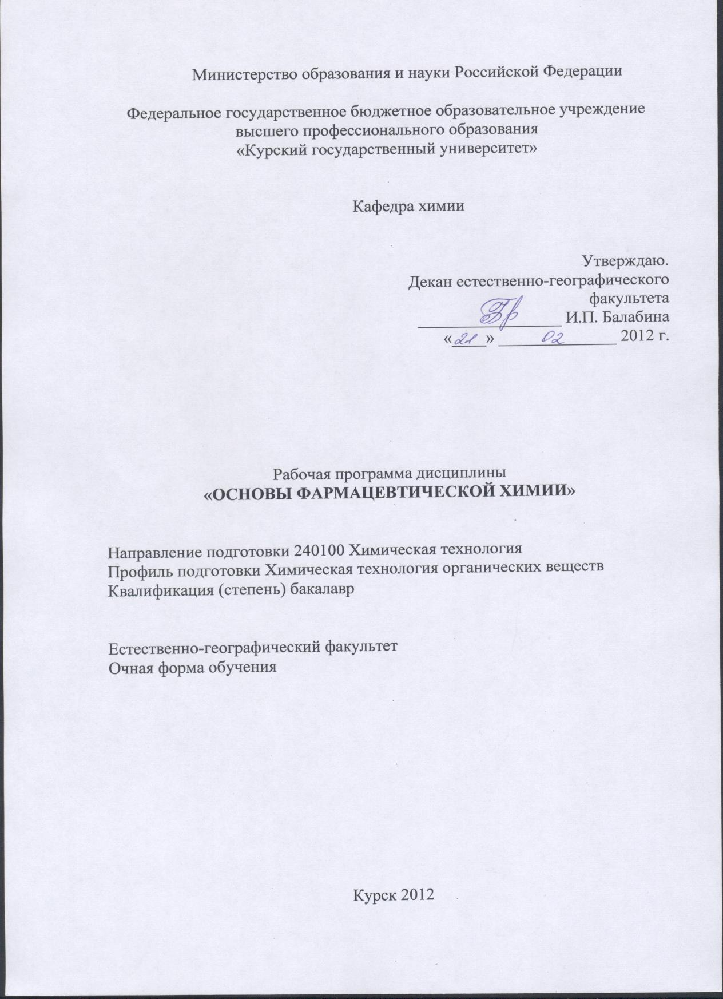 Министерство образования и науки Российской Федерации
Федеральное государственное бюджетное образовательное учреждение
высшего профессионального образования
«Курский государственный университет»
Кафедра химии
Утверждаю.
Декан естественно-географического
факультета
И.П. Балабина
«21» 02 2012 г.
Рабочая программа дисциплины
«ОСНОВЫ ФАРМАЦЕВТИЧЕСКОЙ ХИМИИ»
Направление подготовки 240100 Химическая технология
Профиль подготовки Химическая технология органических веществ
Квалификация (степень) бакалавр
Естественно-географический факультет
Очная форма обучения
Курск 2012